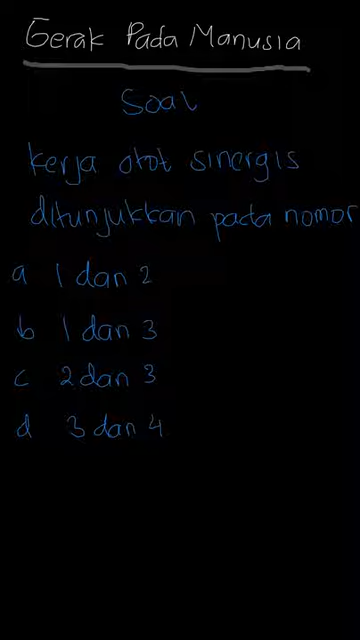 Gerak Pada Manusia
Soal
kerja otot sinergis
ditunjukkan pada nomor
a 1 dan 2
b 1 dan 3
c 2 dan 3
d 3 dan 4